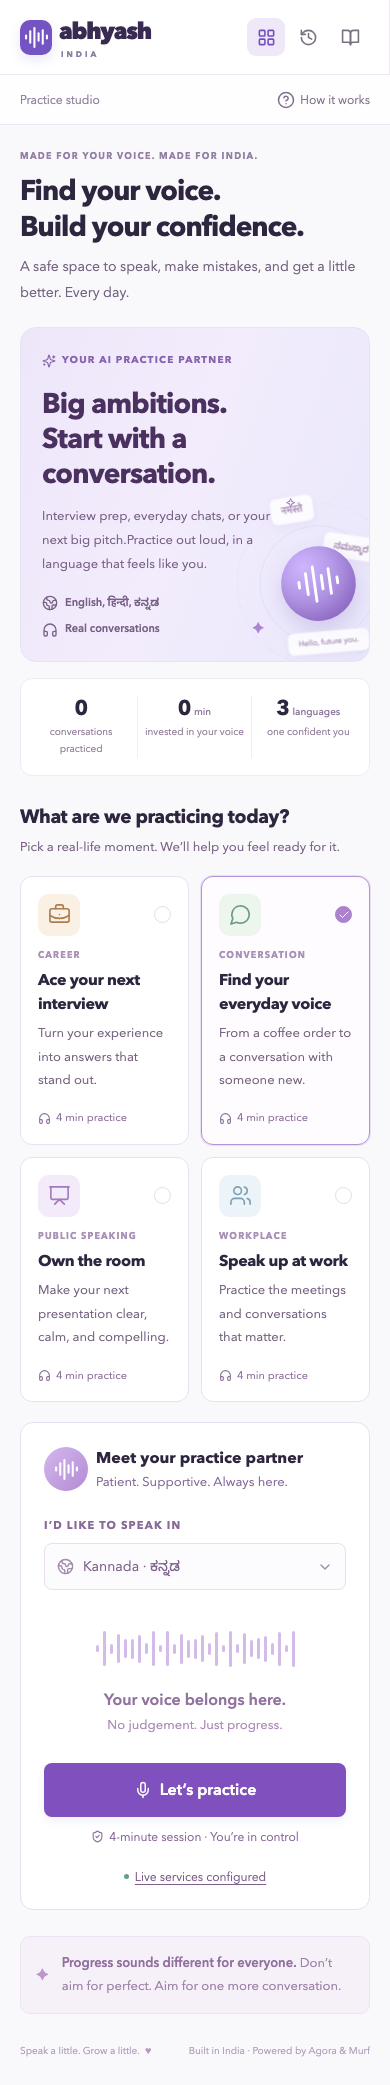 abhyash
INDIA
Practice studio
How it works
MADE FOR YOUR VOICE. MADE FOR INDIA.
Find your voice.
Build your confidence.
A safe space to speak, make mistakes, and get a little
better. Every day.
YOUR AI PRACTICE PARTNER
Big ambitions.
Start with a
conversation.
Interview prep, everyday chats, or your
next big pitch.Practice out loud, in a
language that feels like you.
English, हिन्दी, ಕನ್ನಡ
Real conversations
नमस्ते
Hello, future you.
0
conversations
practiced
0 min
invested in your voice
3 languages
one confident you
What are we practicing today?
Pick a real-life moment. We’ll help you feel ready for it.
CAREER
Ace your next
interview
Turn your experience
into answers that
stand out.
4 min practice
CONVERSATION
Find your
everyday voice
From a coffee order to
a conversation with
someone new.
4 min practice
PUBLIC SPEAKING
Own the room
Make your next
presentation clear,
calm, and compelling.
4 min practice
WORKPLACE
Speak up at work
Practice the meetings
and conversations
that matter.
4 min practice
Meet your practice partner
Patient. Supportive. Always here.
I’D LIKE TO SPEAK IN
Kannada · ಕನ್ನಡ
Your voice belongs here.
No judgement. Just progress.
Let’s practice
4-minute session · You’re in control
Live services configured
Progress sounds different for everyone. Don’t
aim for perfect. Aim for one more conversation.
Speak a little. Grow a little. ♥
Built in India · Powered by Agora & Murf